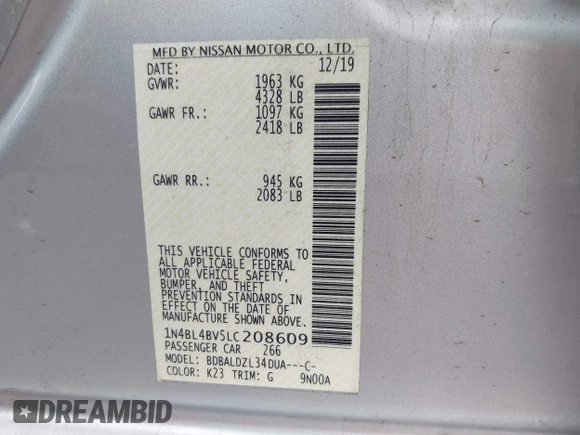 MFD BY NISSAN MOTOR CO., LTD.
DATE: 12/19
GVWR: 1963 KG
4328 LB
GAWR FR.: 1097 KG
2418 LB
GAWR RR.: 945 KG
2083 LB
THIS VEHICLE CONFORMS TO
ALL APPLICABLE FEDERAL
MOTOR VEHICLE SAFETY,
BUMPER, AND THEFT
PREVENTION STANDARDS IN
EFFECT ON THE DATE OF
MANUFACTURE SHOWN ABOVE.
1N4BL4BV5LC208609
PASSENGER CAR 266
MODEL: BDBALDZL34DUA---C-
COLOR: K23 TRIM: G 9N00A
DREAMBID